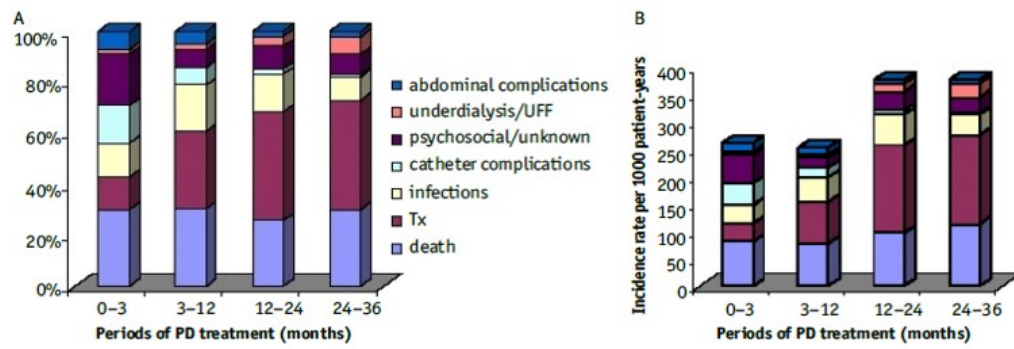 A
100%
80%
60%
40%
20%
0%
0–3
3–12
12–24
24–36
Periods of PD treatment (months)
abdominal complications
underdialysis/UFF
psychosocial/unknown
catheter complications
infections
Tx
death
B
Incidence rate per 1000 patient-years
400
350
300
250
200
150
100
50
0
0–3
3–12
12–24
24–36
Periods of PD treatment (months)